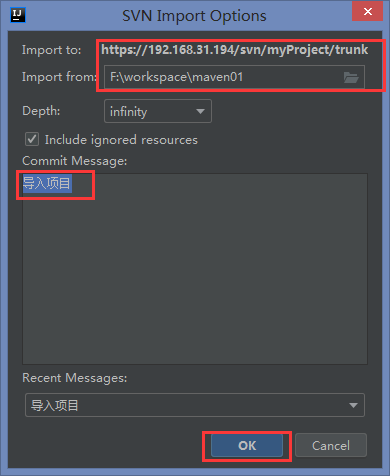 SVN Import Options
Import to: https://192.168.31.194/svn/myProject/trunk
Import from: F:\workspace\maven01
Depth: infinity
Include ignored resources
Commit Message:
导入项目
Recent Messages:
导入项目
OK Cancel